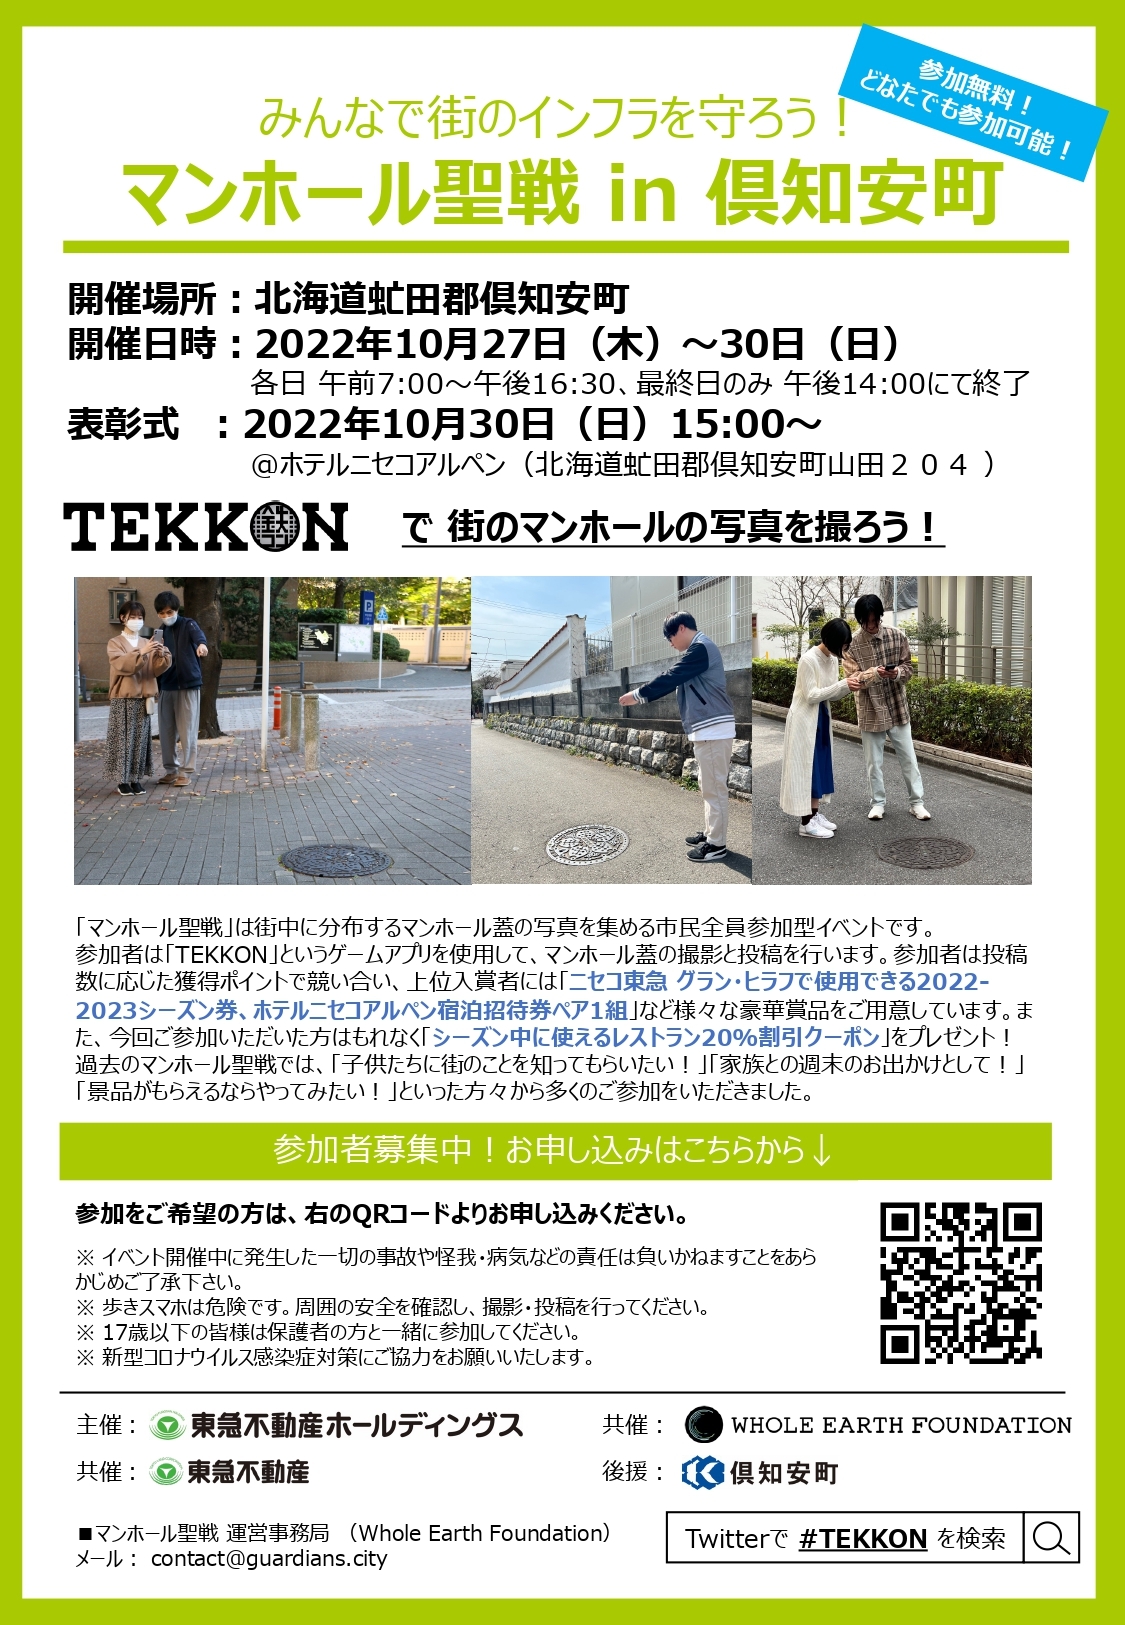 参加無料！
どなたでも参加可能！
みんなで街のインフラを守ろう！
マンホール聖戦 in 倶知安町
開催場所：北海道虻田郡倶知安町
開催日時：2022年10月27日（木）～30日（日）
各日 午前7:00～午後16:30、最終日のみ 午後14:00にて終了
表彰式 ：2022年10月30日（日）15:00～
@ホテルニセコアルペン（北海道虻田郡倶知安町山田２０４ ）
TEKKON で 街のマンホールの写真を撮ろう！
「マンホール聖戦」は街中に分布するマンホール蓋の写真を集める市民全員参加型イベントです。
参加者は「TEKKON」というゲームアプリを使用して、マンホール蓋の撮影と投稿を行います。参加者は投稿
数に応じた獲得ポイントで競い合い、上位入賞者には「ニセコ東急 グラン・ヒラフで使用できる2022-
2023シーズン券、ホテルニセコアルペン宿泊招待券ペア1組」など様々な豪華賞品をご用意しています。ま
た、今回ご参加いただいた方はもれなく「シーズン中に使えるレストラン20%割引クーポン」をプレゼント！
過去のマンホール聖戦では、「子供たちに街のことを知ってもらいたい！」「家族との週末のお出かけとして！」
「景品がもらえるならやってみたい！」といった方々から多くのご参加をいただきました。
参加者募集中！お申し込みはこちらから↓
参加をご希望の方は、右のQRコードよりお申し込みください。
※ イベント開催中に発生した一切の事故や怪我・病気などの責任は負いかねますことをあら
かじめご了承下さい。
※ 歩きスマホは危険です。周囲の安全を確認し、撮影・投稿を行ってください。
※ 17歳以下の皆様は保護者の方と一緒に参加してください。
※ 新型コロナウイルス感染症対策にご協力をお願いいたします。
主催： 東急不動産ホールディングス
共催： WHOLE EARTH FOUNDATION
共催： 東急不動産
後援： 倶知安町
■マンホール聖戦 運営事務局 （Whole Earth Foundation）
メール： contact@guardians.city
Twitterで #TEKKON を検索